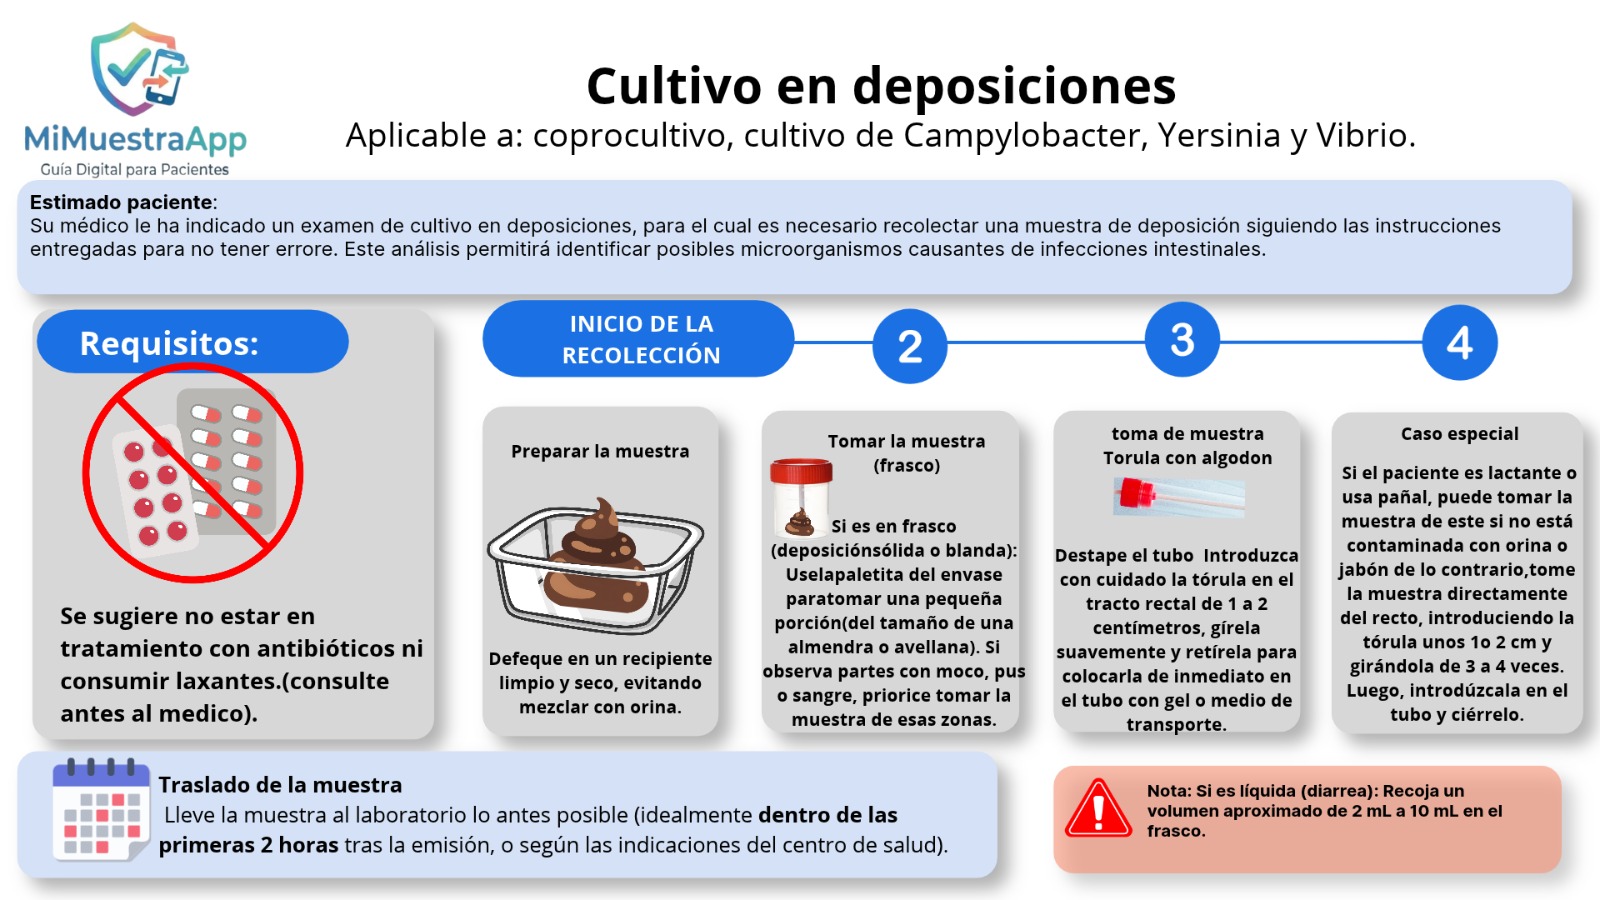 MiMuestraApp
Guía Digital para Pacientes
Cultivo en deposiciones
Aplicable a: coprocultivo, cultivo de Campylobacter, Yersinia y Vibrio.
Estimado paciente:
Su médico le ha indicado un examen de cultivo en deposiciones, para el cual es necesario recolectar una muestra de deposición siguiendo las instrucciones
entregadas para no tener errore. Este análisis permitirá identificar posibles microorganismos causantes de infecciones intestinales.
Requisitos:
Se sugiere no estar en
tratamiento con antibióticos ni
consumir laxantes.(consulte
antes al medico).
INICIO DE LA
RECOLECCIÓN
Preparar la muestra
Defeque en un recipiente
limpio y seco, evitando
mezclar con orina.
2
Tomar la muestra
(frasco)
Si es en frasco
(deposiciónsólida o blanda):
Uselapaletita del envase
paratomar una pequeña
porción(del tamaño de una
almendra o avellana). Si
observa partes con moco, pus
o sangre, priorice tomar la
muestra de esas zonas.
3
toma de muestra
Torula con algodon
Destape el tubo  Introduzca
con cuidado la tórula en el
tracto rectal de 1 a 2
centímetros, gírela
suavemente y retírela para
colocarla de inmediato en
el tubo con gel o medio de
transporte.
4
Caso especial
Si el paciente es lactante o
usa pañal, puede tomar la
muestra de este si no está
contaminada con orina o
jabón de lo contrario,tome
la muestra directamente
del recto, introduciendo la
tórula unos 1o 2 cm y
girándola de 3 a 4 veces.
Luego, introdúzcala en el
tubo y ciérrelo.
Traslado de la muestra
Lleve la muestra al laboratorio lo antes posible (idealmente dentro de las
primeras 2 horas tras la emisión, o según las indicaciones del centro de salud).
Nota: Si es líquida (diarrea): Recoja un
volumen aproximado de 2 mL a 10 mL en el
frasco.